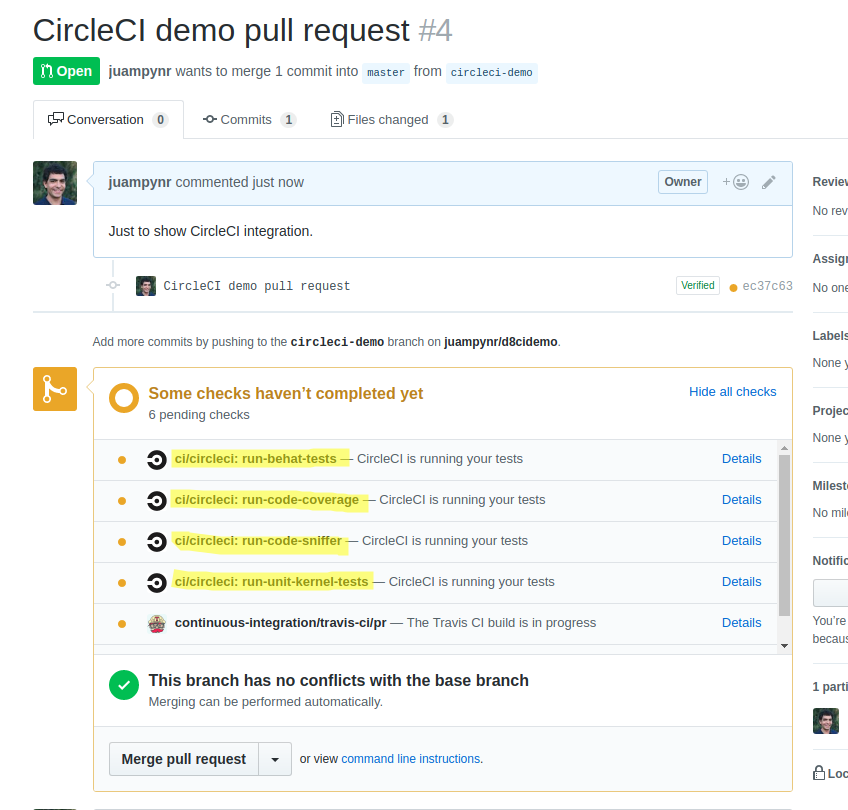 CircleCI demo pull request #4
Open juampynr wants to merge 1 commit into master from circleci-demo
Conversation 0 Commits 1 Files changed 1
juampynr commented just now Owner +
Just to show CircleCI integration.
CircleCI demo pull request Verified ec37c63
Add more commits by pushing to the circleci-demo branch on juampynr/d8cidemo.
Some checks haven’t completed yet Hide all checks
6 pending checks
ci/circleci: run-behat-tests — CircleCI is running your tests Details
ci/circleci: run-code-coverage — CircleCI is running your tests Details
ci/circleci: run-code-sniffer — CircleCI is running your tests Details
ci/circleci: run-unit-kernel-tests — CircleCI is running your tests Details
continuous-integration/travis-ci/pr — The Travis CI build is in progress Details
This branch has no conflicts with the base branch
Merging can be performed automatically.
Merge pull request or view command line instructions.
Review
No rev
Assign
No one
Labels
None y
Projec
None y
Milest
No mil
Notific
You’re
becaus
1 parti
Loc